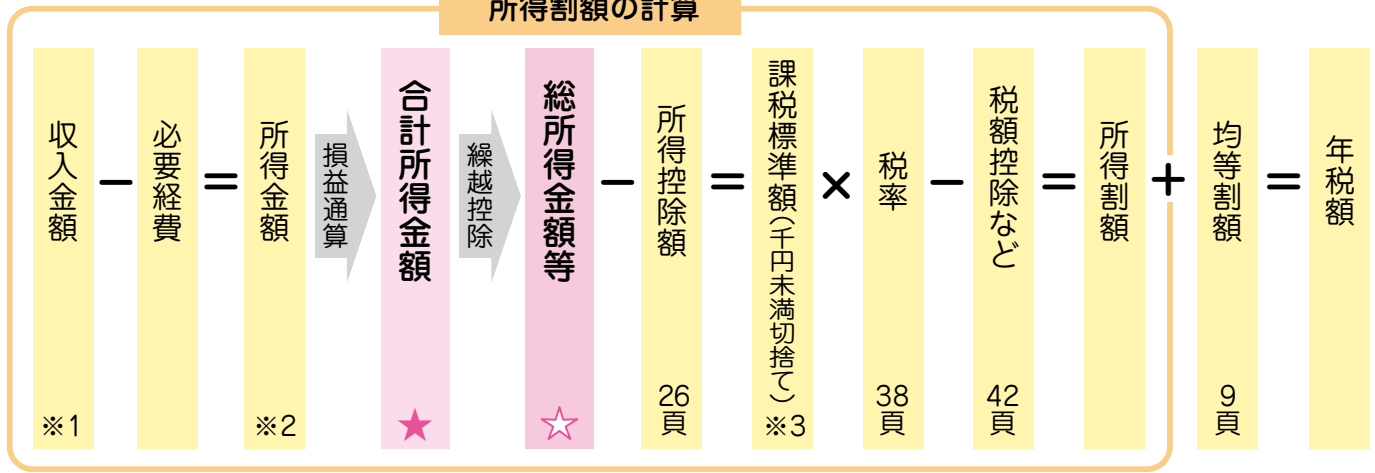 所得割額の計算
収入金額
※1
−
必要経費
=
所得金額
※2
損益通算
合計所得金額
★
繰越控除
総所得金額等
☆
−
所得控除額
26頁
=
課税標準額(千円未満切捨て)
※3
×
税率
38頁
−
税額控除など
42頁
=
所得割額
+
均等割額
9頁
=
年税額